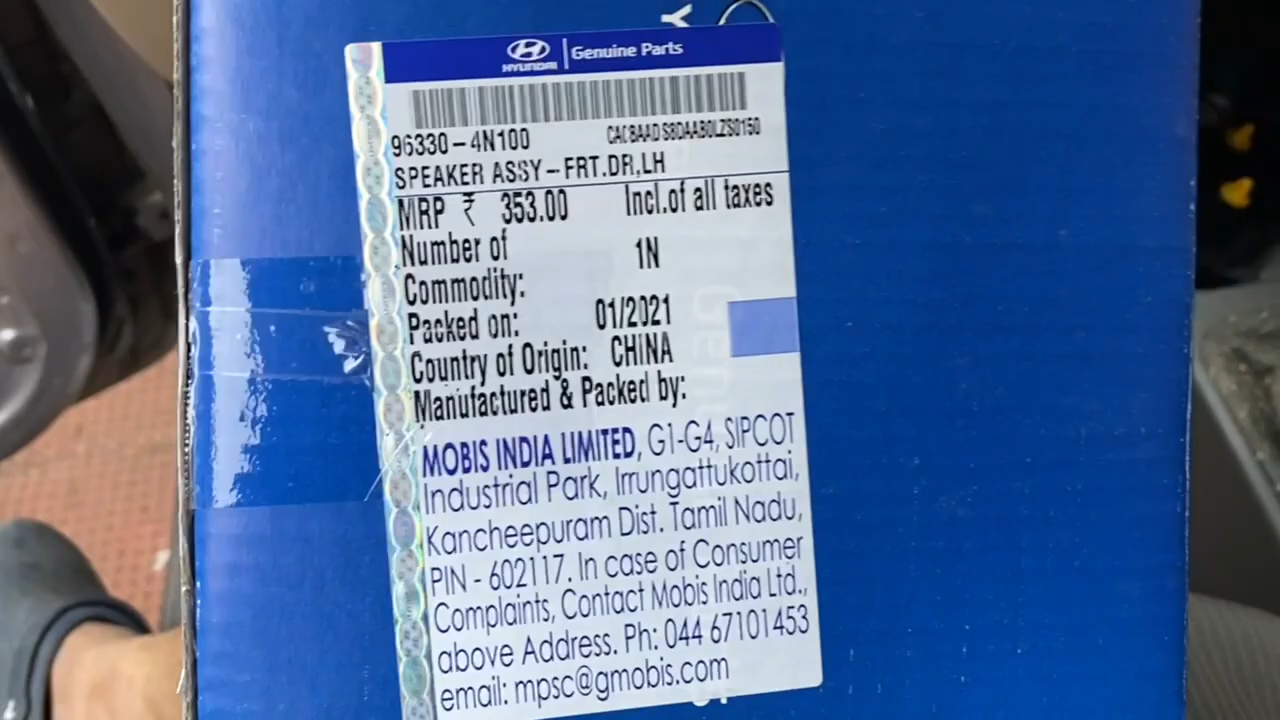 HYUNDAI Genuine Parts
96330-4N100 CACBAAD S8DAAB0LZS0150
SPEAKER ASSY-FRT.DR,LH
MRP ₹ 353.00 Incl.of all taxes
Number of
Commodity: 1N
Packed on: 01/2021
Country of Origin: CHINA
Manufactured & Packed by:
MOBIS INDIA LIMITED, G1-G4, SIPCOT
Industrial Park, Irrungattukottai,
Kancheepuram Dist. Tamil Nadu,
PIN - 602117. In case of Consumer
Complaints, Contact Mobis India Ltd.,
above Address. Ph: 044 67101453
email: mpsc@gmobis.com